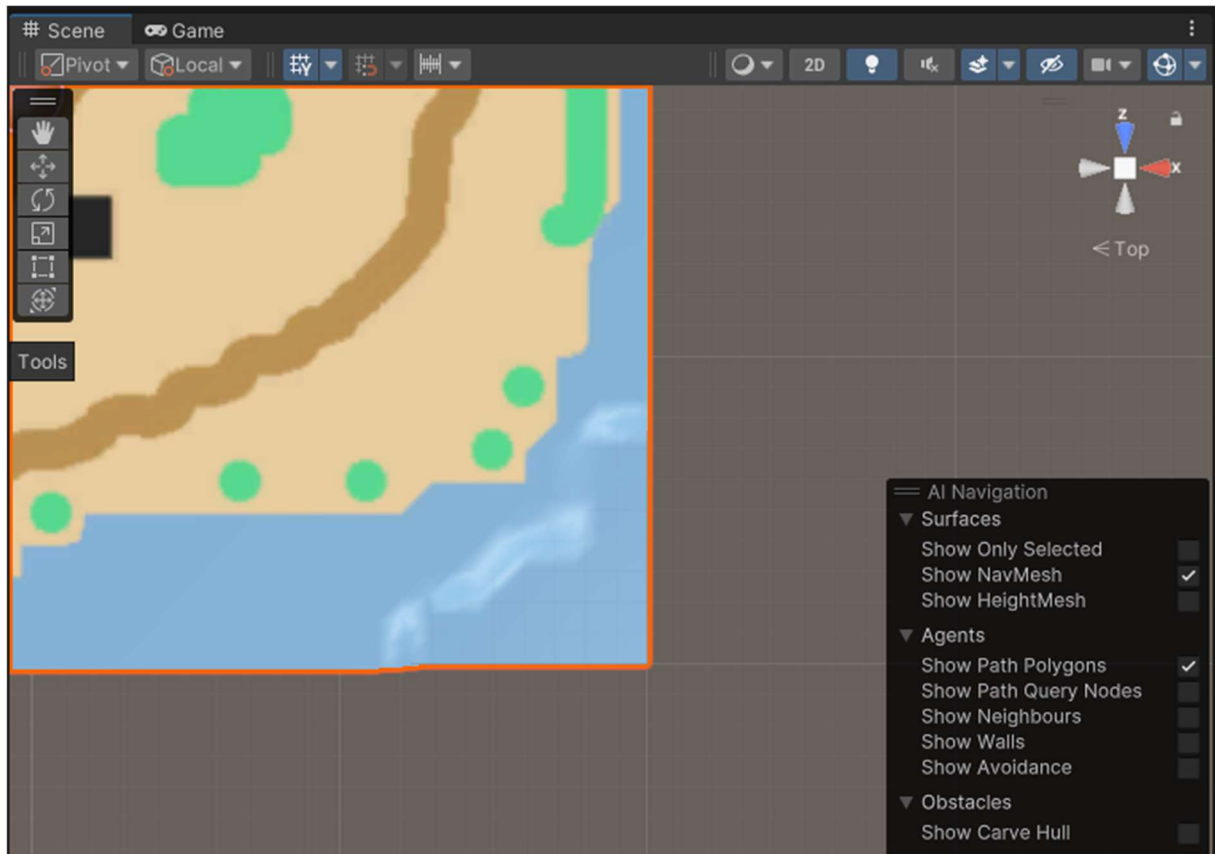 Scene Game
Pivot Local 2D
z
x
Top
Tools
AI Navigation
Surfaces
Show Only Selected
Show NavMesh
Show HeightMesh
Agents
Show Path Polygons
Show Path Query Nodes
Show Neighbours
Show Walls
Show Avoidance
Obstacles
Show Carve Hull